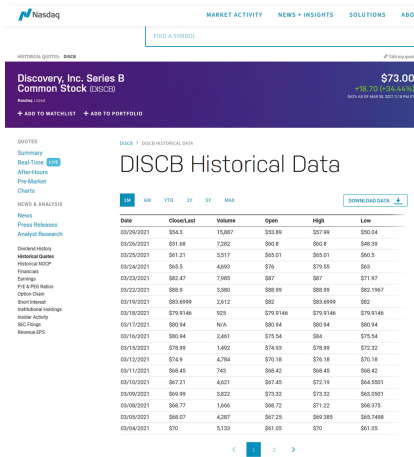 Nasdaq
MARKET ACTIVITY NEWS + INSIGHTS SOLUTIONS ABO
FIND A SYMBOL
HISTORICAL QUOTES: DISCB
Edit my quot
Discovery, Inc. Series B
Common Stock (DISCB)
Nasdaq Listed
$73.00
+18.70 (+34.44%)
DATA AS OF MAR 30, 2021 2:18 PM ET
+ ADD TO WATCHLIST + ADD TO PORTFOLIO
QUOTES
Summary
Real-Time LIVE
After-Hours
Pre-Market
Charts
NEWS & ANALYSIS
News
Press Releases
Analyst Research
Dividend History
Historical Quotes
Historical NOCP
Financials
Earnings
P/E & PEG Ratios
Option Chain
Short Interest
Institutional Holdings
Insider Activity
SEC Filings
Revenue EPS
DISCB > DISCB HISTORICAL DATA
DISCB Historical Data
1M 6M YTD 1Y 5Y MAX
DOWNLOAD DATA
Date Close/Last Volume Open High Low
03/29/2021 $54.3 15,887 $53.89 $57.99 $50.04
03/26/2021 $51.68 7,282 $60.8 $60.8 $48.39
03/25/2021 $61.21 5,517 $65.01 $65.01 $60.5
03/24/2021 $65.5 4,693 $76 $79.55 $63
03/23/2021 $82.47 7,985 $87 $87 $71.97
03/22/2021 $88.9 3,580 $88.99 $88.99 $82.1967
03/19/2021 $83.6999 2,612 $82 $83.6999 $82
03/18/2021 $79.9146 925 $79.9146 $79.9146 $79.9146
03/17/2021 $80.94 N/A $80.94 $80.94 $80.94
03/16/2021 $80.94 2,461 $75.54 $84 $75.54
03/15/2021 $78.99 1,492 $74.93 $78.99 $72.32
03/12/2021 $74.9 4,784 $70.18 $76.18 $70.18
03/11/2021 $68.45 743 $68.42 $68.45 $68.42
03/10/2021 $67.21 4,621 $67.45 $72.19 $64.5501
03/09/2021 $69.99 3,822 $73.32 $73.32 $63.0501
03/08/2021 $68.77 1,666 $68.72 $71.22 $68.375
03/05/2021 $68.07 4,287 $67.25 $69.385 $65.7498
03/04/2021 $70 5,133 $61.05 $70 $61.05
< 1 2 >